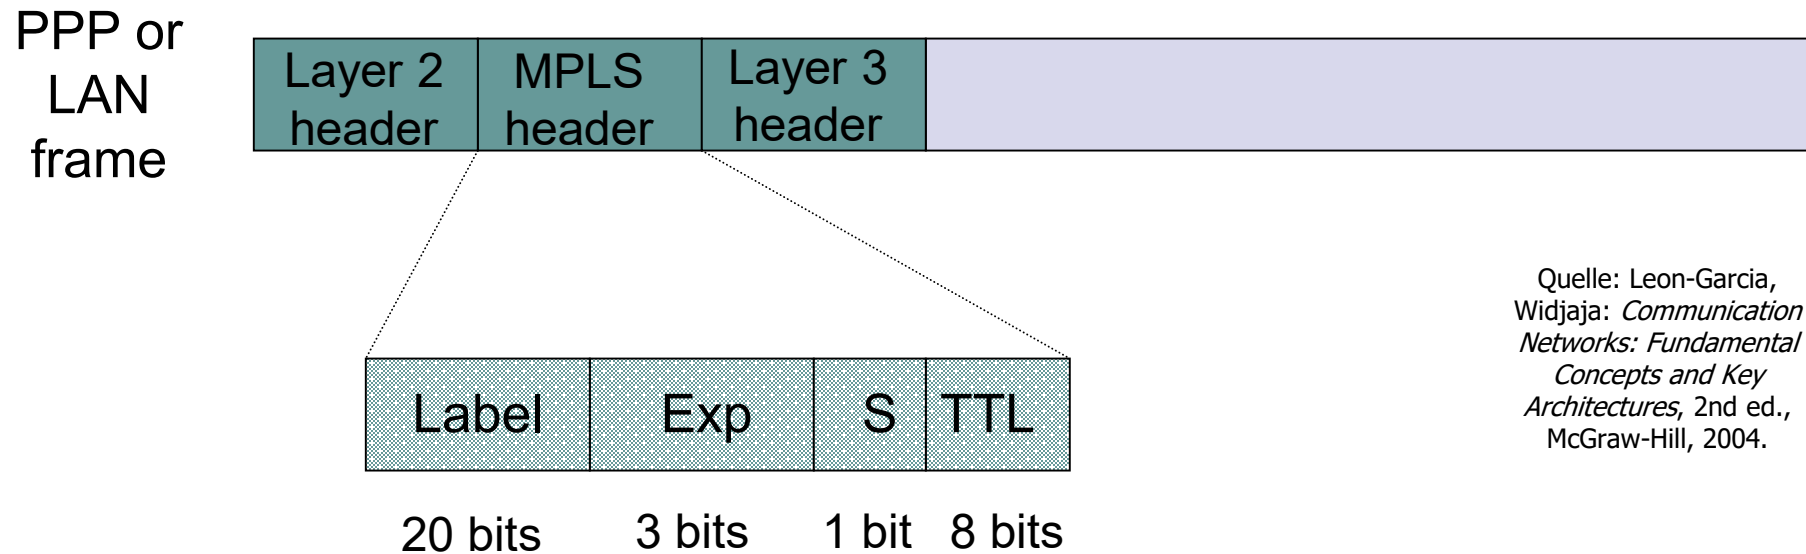 PPP or
LAN
frame
Layer 2
header
MPLS
header
Layer 3
header
Quelle: Leon-Garcia,
Widjaja: Communication
Networks: Fundamental
Concepts and Key
Architectures, 2nd ed.,
McGraw-Hill, 2004.
Label
Exp
S
TTL
20 bits
3 bits
1 bit
8 bits